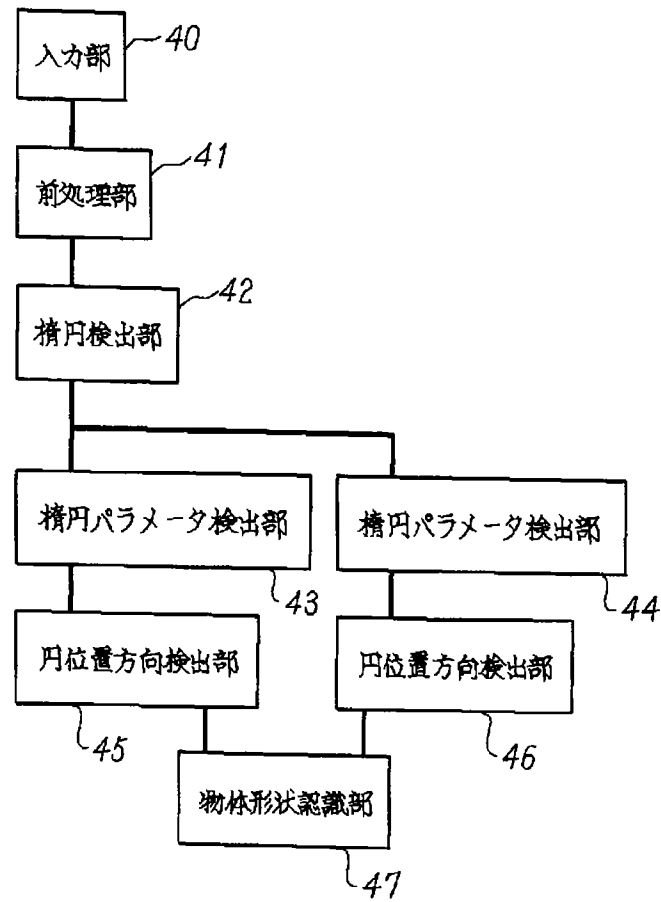 入力部
40
前処理部
41
楕円検出部
42
楕円パラメータ検出部
43
楕円パラメータ検出部
44
円位置方向検出部
45
円位置方向検出部
46
物体形状認識部
47